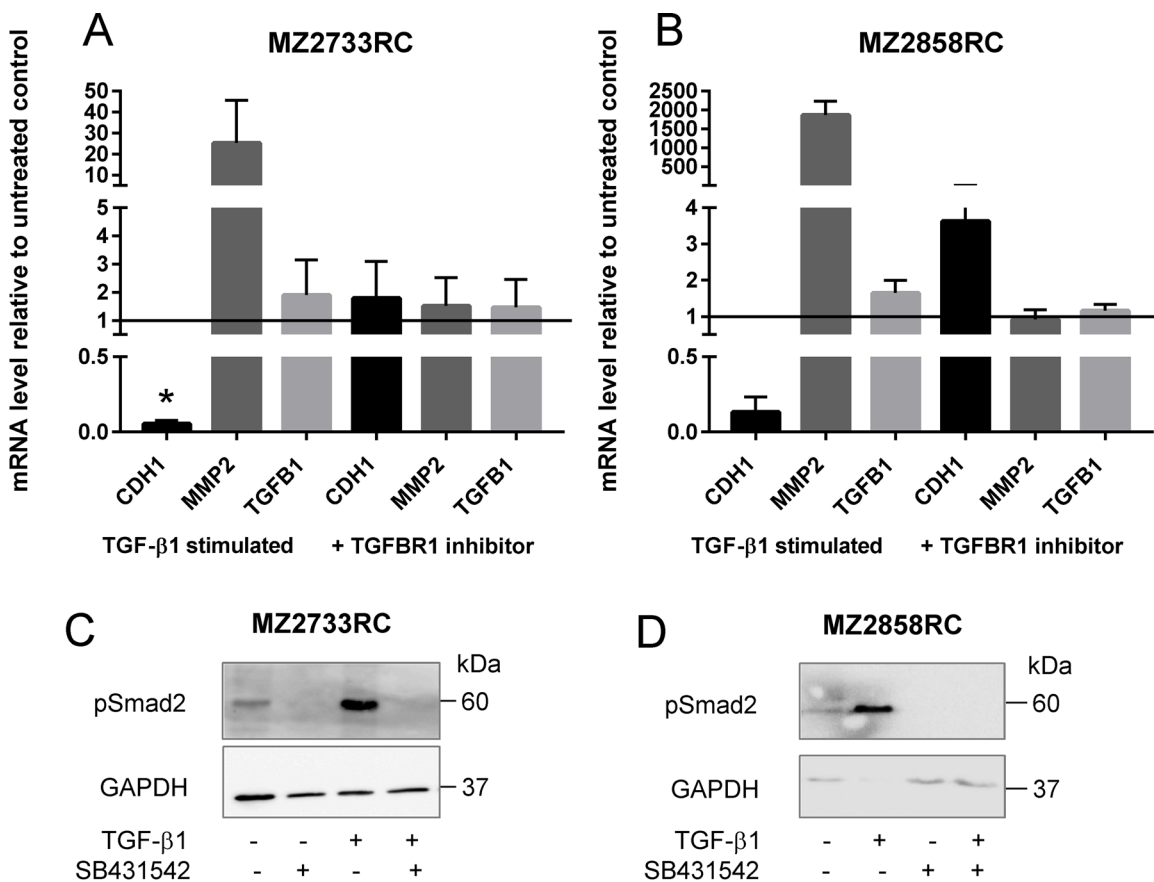 A
MZ2733RC
mRNA level relative to untreated control
50
40
30
20
10
5
4
3
2
1
0.5
0.0
*
CDH1
MMP2
TGFB1
CDH1
MMP2
TGFB1
TGF-β1 stimulated
+ TGFBR1 inhibitor
B
MZ2858RC
mRNA level relative to untreated control
2500
2000
1500
1000
500
4
3
2
1
0.5
0.0
CDH1
MMP2
TGFB1
CDH1
MMP2
TGFB1
TGF-β1 stimulated
+ TGFBR1 inhibitor
C
MZ2733RC
kDa
pSmad2
60
GAPDH
37
TGF-β1 - - + +
SB431542 - + - +
D
MZ2858RC
kDa
pSmad2
60
GAPDH
37
TGF-β1 - + - +
SB431542 - - + +